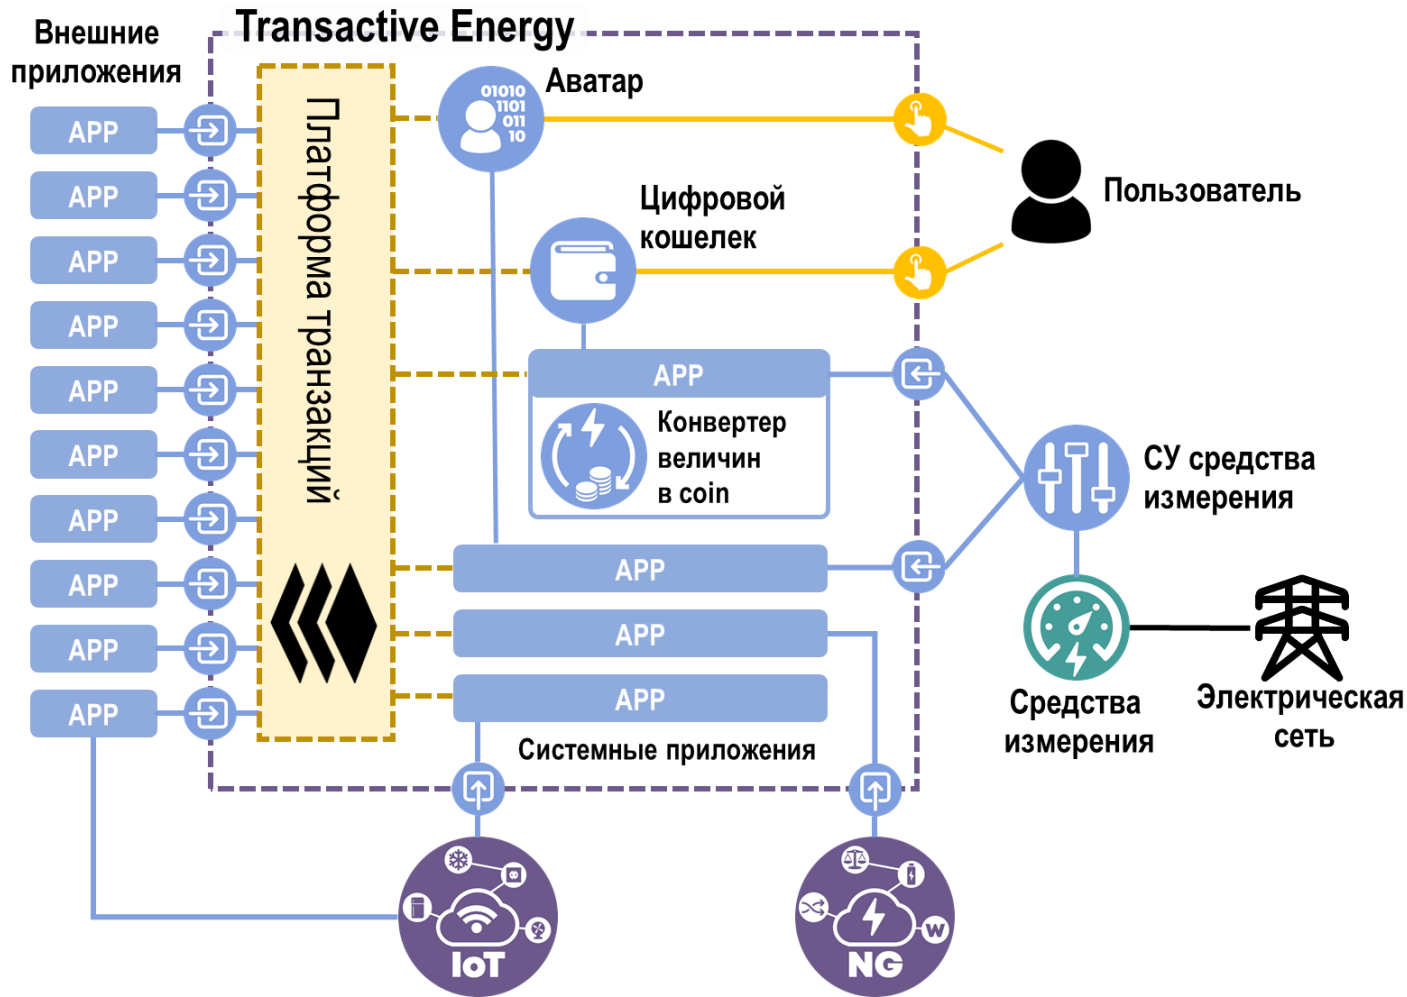 Transactive Energy
Внешние
приложения
APP
APP
APP
APP
APP
APP
APP
APP
APP
APP
Платформа транзакций
01010
1101
011
10
Аватар
Цифровой
кошелек
Пользователь
APP
Конвертер
величин
в coin
APP
APP
APP
Системные приложения
СУ средства
измерения
Средства
измерения
Электрическая
сеть
IoT
W
NG